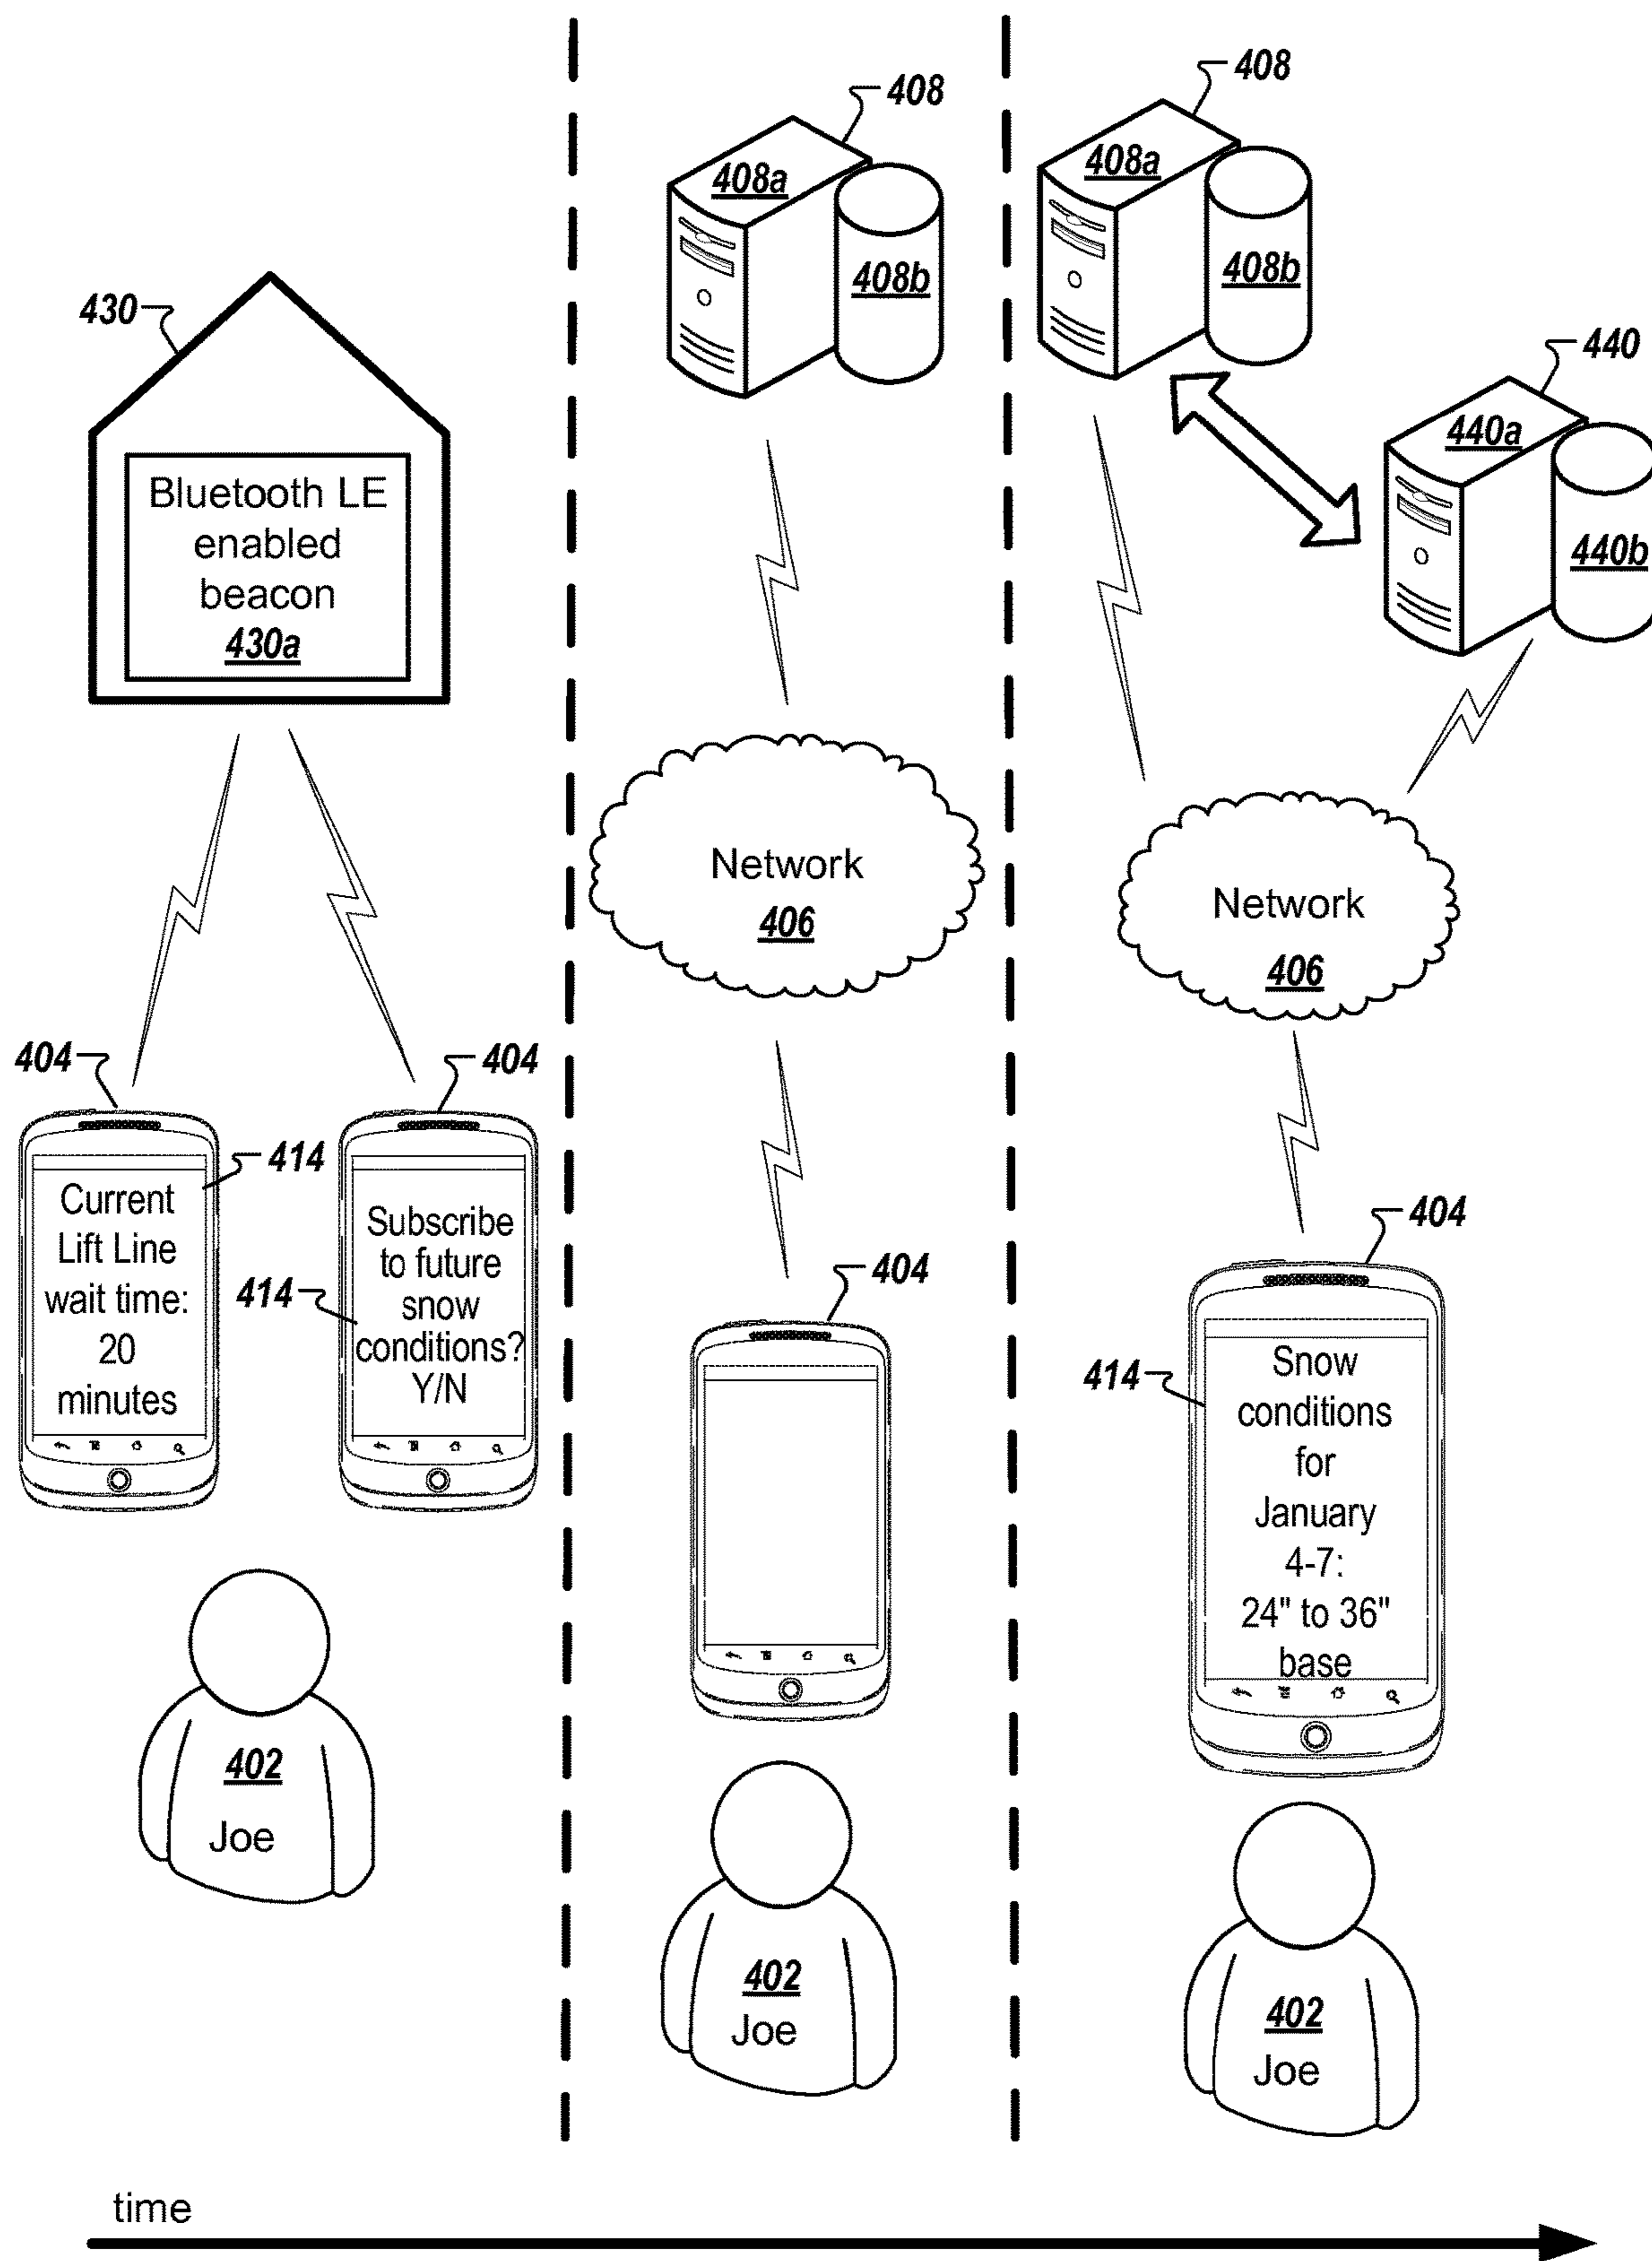 408
408a
408b
408
408a
408b
440
440a
440b
430
Bluetooth LE
enabled
beacon
430a
Network
406
Network
406
404
404
414
Current
Lift Line
wait time:
20
minutes
414
Subscribe
to future
snow
conditions?
Y/N
404
404
414
Snow
conditions
for
January
4-7:
24" to 36"
base
402
Joe
402
Joe
402
Joe
time